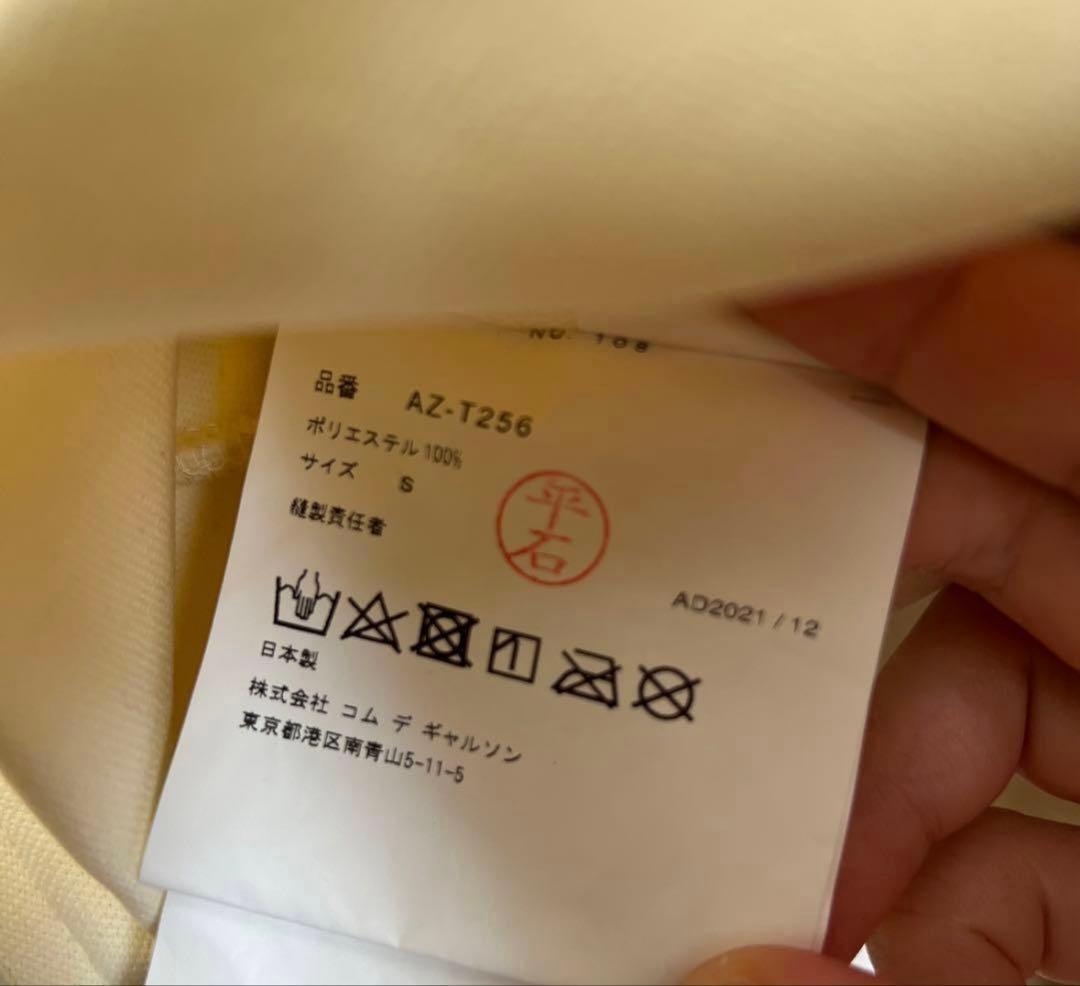 NO. 108
品番 AZ-T256
ポリエステル100%
サイズ S
縫製責任者
平石
AD2021/12
日本製
株式会社 コム デ ギャルソン
東京都港区南青山5-11-5